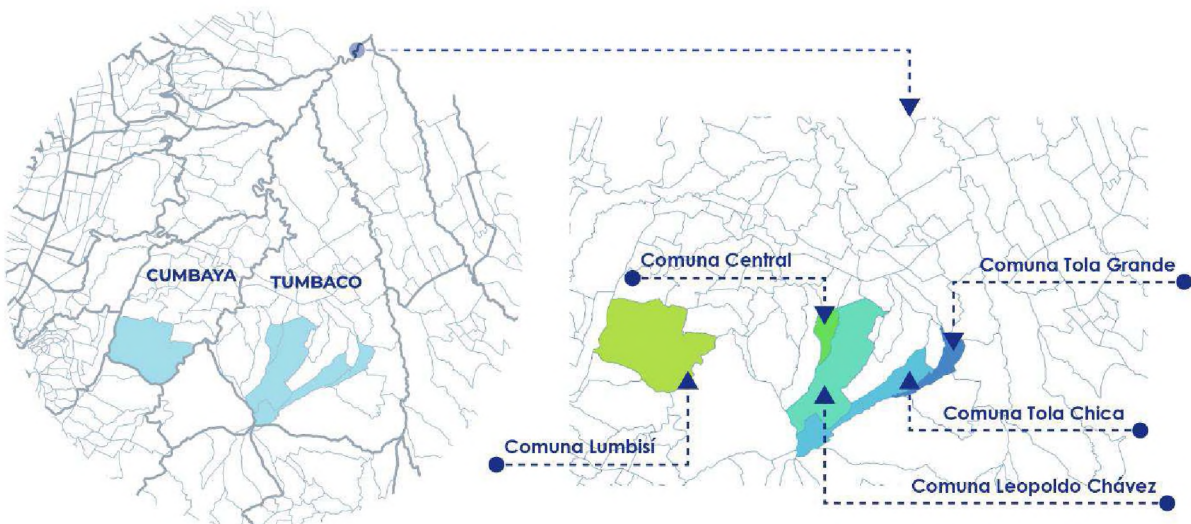 CUMBAYA
TUMBACO
Comuna Central
Comuna Tola Grande
Comuna Lumbisí
Comuna Tola Chica
Comuna Leopoldo Chávez